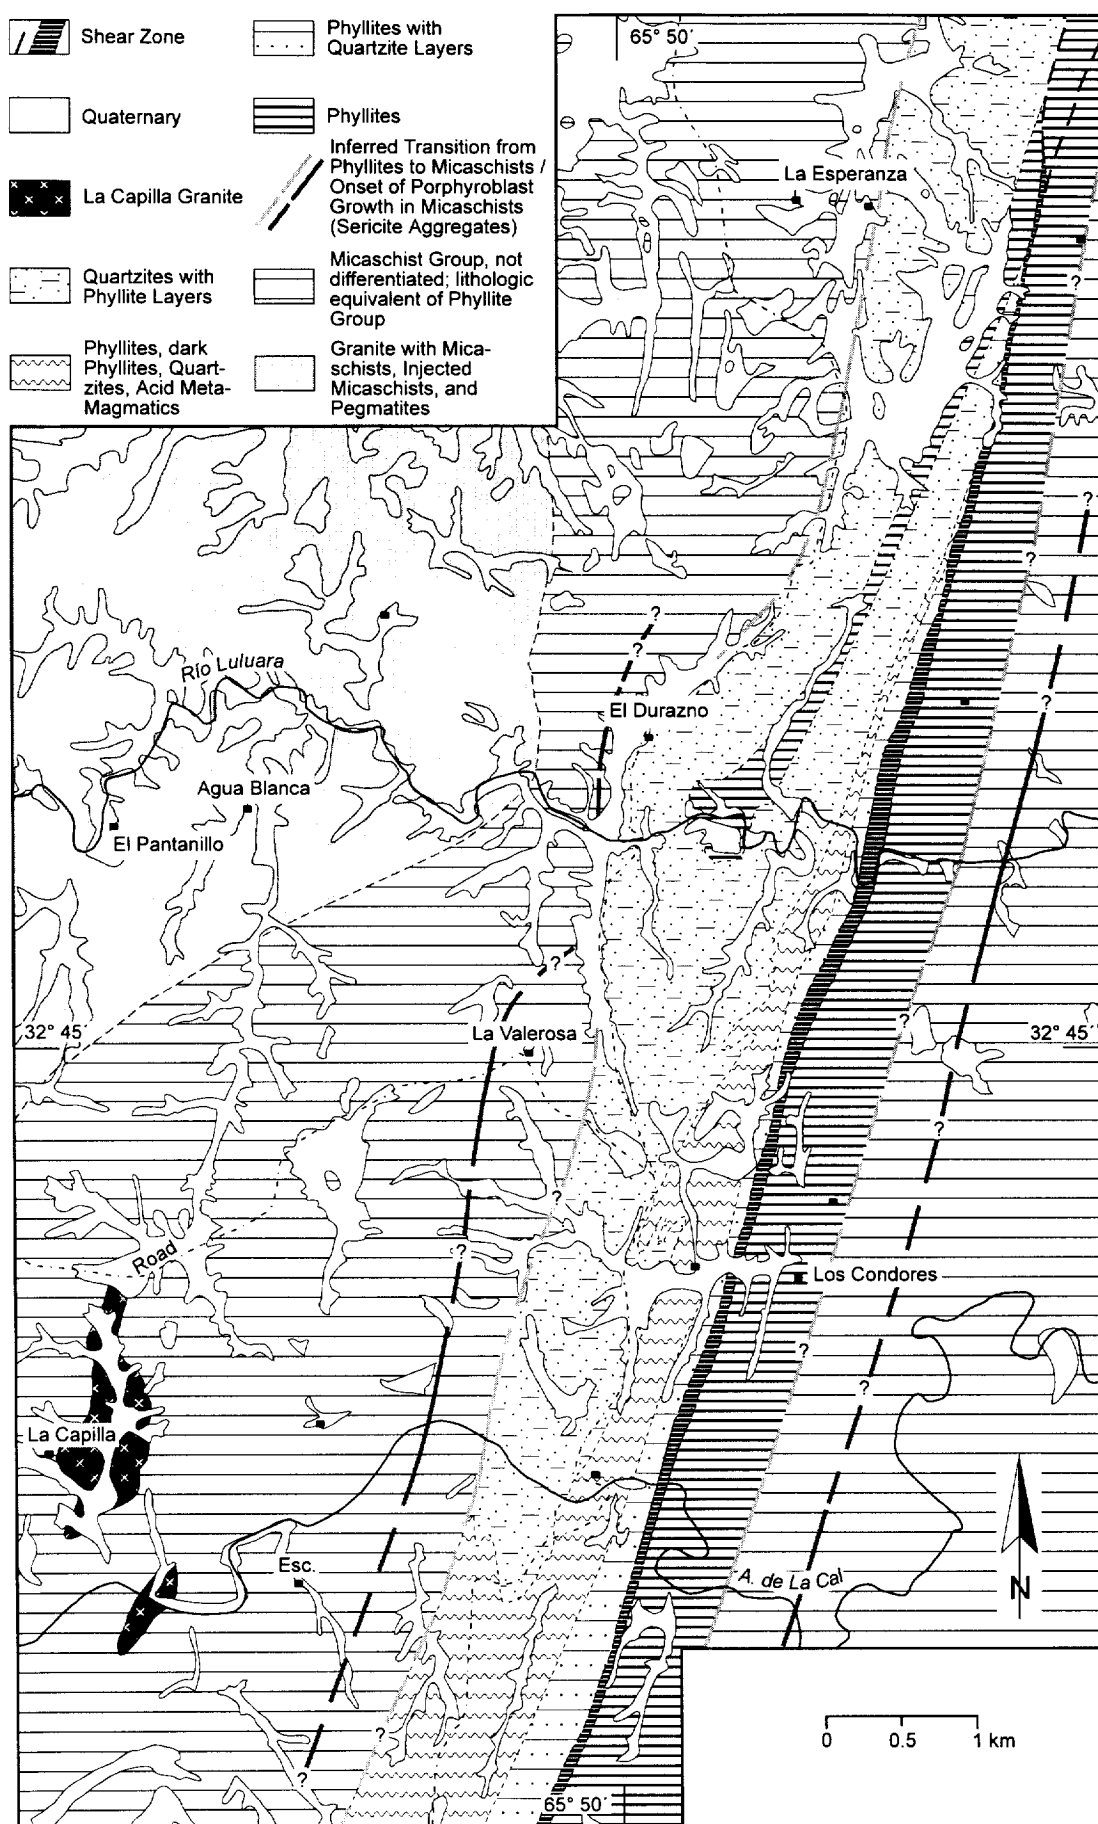 Shear Zone
Quaternary
La Capilla Granite
Quartzites with
Phyllite Layers
Phyllites, dark
Phyllites, Quart-
zites, Acid Meta-
Magmatics
Phyllites with
Quartzite Layers
Phyllites
Inferred Transition from
Phyllites to Micaschists /
Onset of Porphyroblast
Growth in Micaschists
(Sericite Aggregates)
Micaschist Group, not
differentiated; lithologic
equivalent of Phyllite
Group
Granite with Mica-
schists, Injected
Micaschists, and
Pegmatites
65° 50´
La Esperanza
?
?
?
?
?
Río Luluara
?
El Durazno
Agua Blanca
El Pantanillo
?
32° 45´
La Valerosa
?
32° 45´
?
?
?
Road
Los Condores
?
?
La Capilla
Esc.
A. de La Cal
N
?
?
65° 50´
0 0.5 1 km